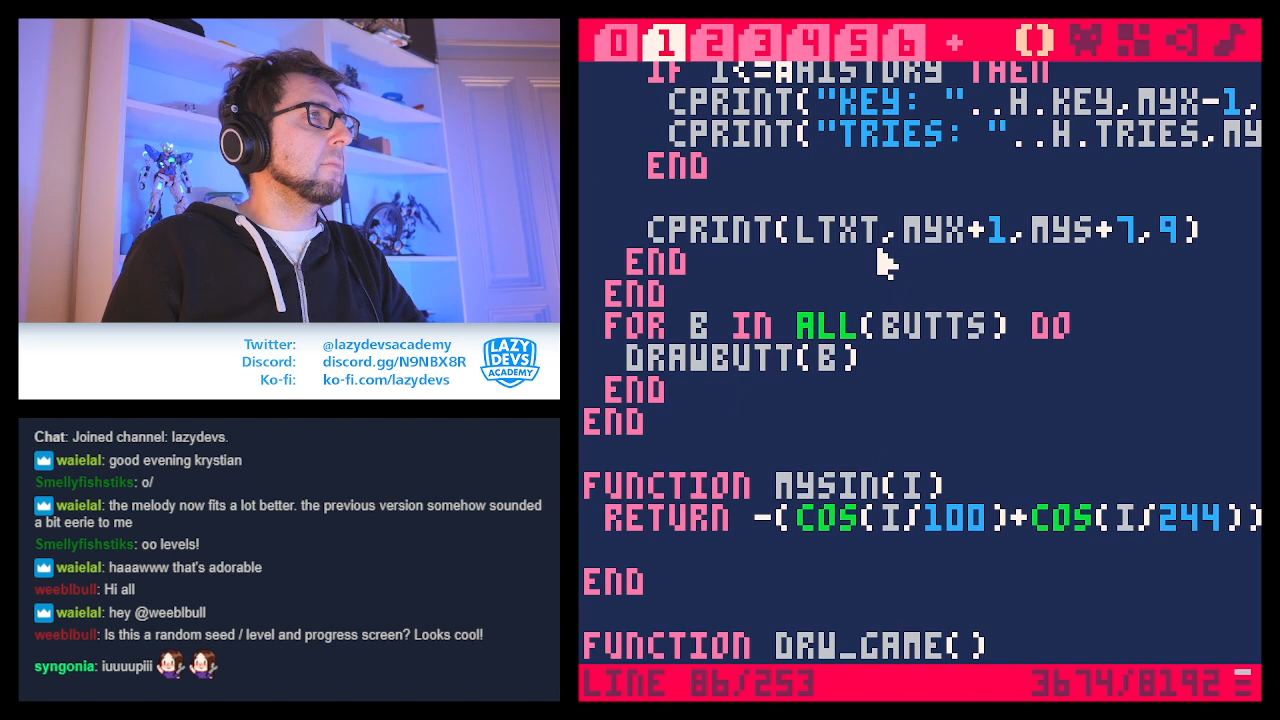 Twitter: @lazydevsacademy
Discord: discord.gg/N9NBX8R
Ko-fi: ko-fi.com/lazydevs
LAZY
DEVS
ACADEMY
Chat: Joined channel: lazydevs.
waielal: good evening krystian
Smellyfishstiks: o/
waielal: the melody now fits a lot better. the previous version somehow sounded
a bit eerie to me
Smellyfishstiks: oo levels!
waielal: haaawww that's adorable
weeblbull: Hi all
waielal: hey @weeblbull
weeblbull: Is this a random seed / level and progress screen? Looks cool!
syngonia: iuuuupiii
0 1 2 3 4 5 6 +
IF I<=#HISTORY THEN
CPRINT("KEY: "..H.KEY,MYX-1,
CPRINT("TRIES: "..H.TRIES,MY
END
CPRINT(LTXT,MYX+1,MYS+7,9)
END
END
FOR B IN ALL(BUTTS) DO
DRAWBUTT(B)
END
END
FUNCTION MYSIN(I)
RETURN -(COS(I/100)+COS(I/244))
END
FUNCTION DRW_GAME()
LINE 86/253 3674/8192